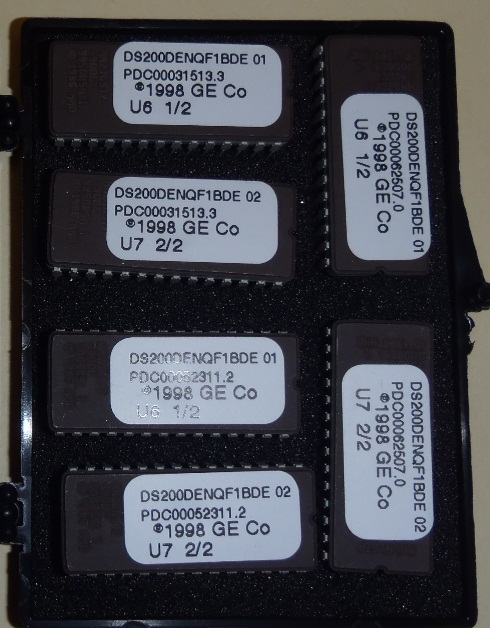 DS200DENQF1BDE 01
PDC00031513.3
©1998 GE Co
U6 1/2
DS200DENQF1BDE 02
PDC00031513.3
©1998 GE Co
U7 2/2
DS200DENQF1BDE 01
PDC00052311.2
©1998 GE Co
U6 1/2
DS200DENQF1BDE 02
PDC00052311.2
©1998 GE Co
U7 2/2
DS200DENQF1BDE 01
PDC00062507.0
©1998 GE Co
U6 1/2
DS200DENQF1BDE 02
PDC00062507.0
©1998 GE Co
U7 2/2